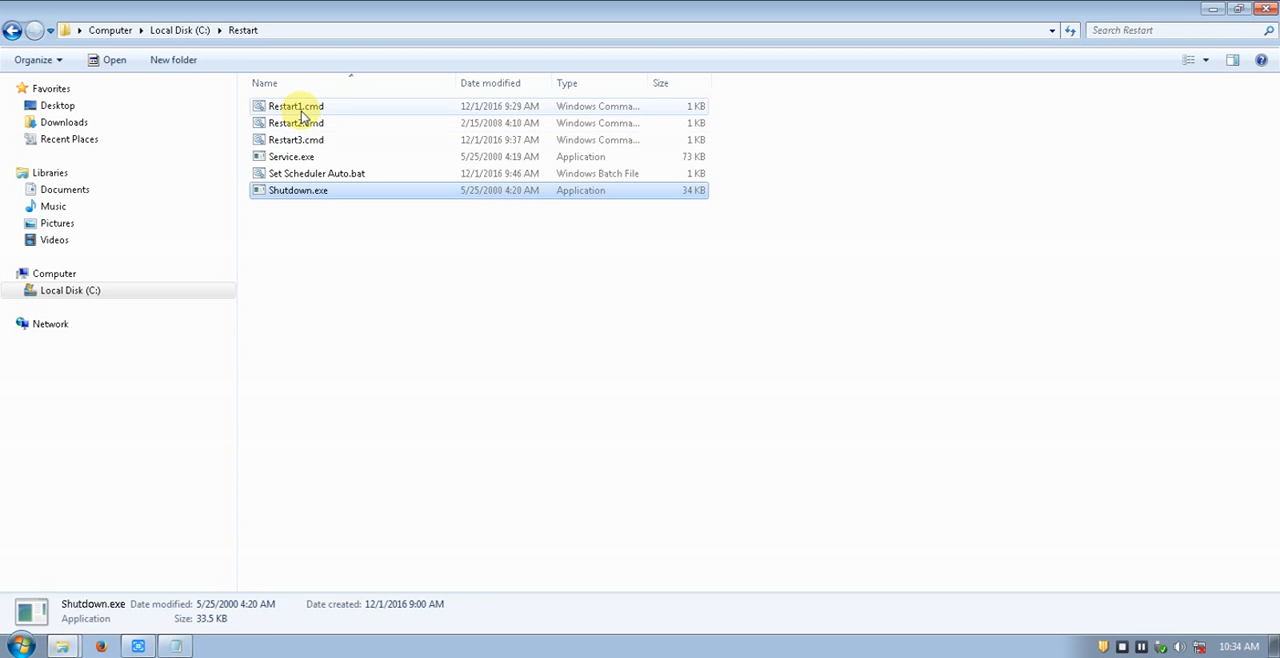 Computer Local Disk (C:) Restart Search Restart
Organize Open New folder
Favorites
Desktop
Downloads
Recent Places
Libraries
Documents
Music
Pictures
Videos
Computer
Local Disk (C:)
Network
Name Date modified Type Size
Restart1.cmd 12/1/2016 9:29 AM Windows Comma... 1 KB
Restart2.cmd 2/15/2008 4:10 AM Windows Comma... 1 KB
Restart3.cmd 12/1/2016 9:37 AM Windows Comma... 1 KB
Service.exe 5/25/2000 4:19 AM Application 73 KB
Set Scheduler Auto.bat 12/1/2016 9:46 AM Windows Batch File 1 KB
Shutdown.exe 5/25/2000 4:20 AM Application 34 KB
Shutdown.exe Date modified: 5/25/2000 4:20 AM Date created: 12/1/2016 9:00 AM
Application Size: 33.5 KB
10:34 AM